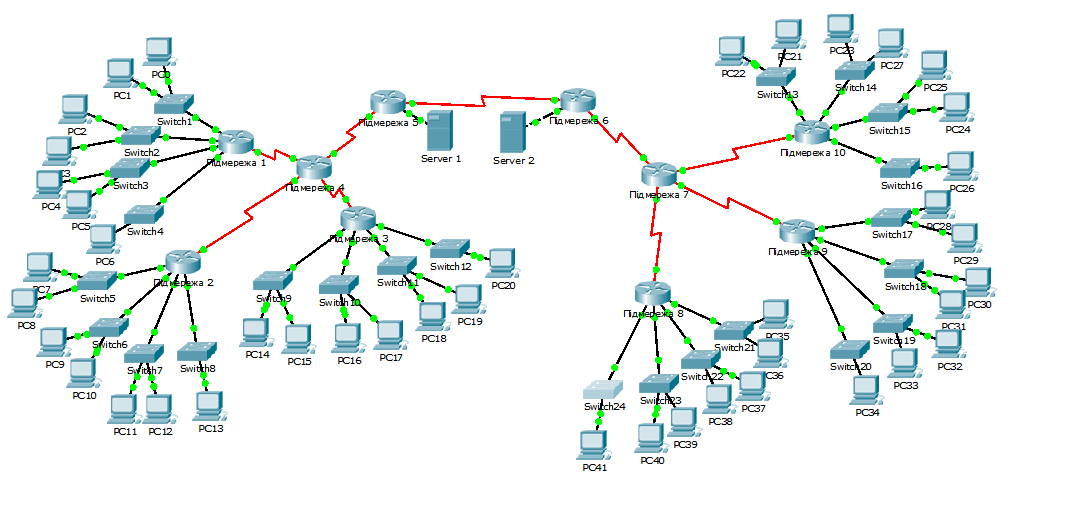 PC0
PC1
Switch1
PC2
Switch2
C3
Switch3
PC4
PC5
Switch4
PC6
Підмережа 1
Підмережа 4
Підмережа 5
Server 1
Server 2
Підмережа 6
Підмережа 7
PC21
PC22
Switch13
PC23
PC27
Switch14
PC25
Switch15
PC24
Підмережа 10
Switch16
PC26
PC28
Switch17
PC29
Підмережа 9
Switch18
PC30
PC31
Switch19
PC32
PC33
Switch20
PC34
Підмережа 3
Switch12
PC20
Switch11
PC19
PC18
Switch10
PC16
PC17
Switch9
PC14
PC15
Підмережа 2
PC7
Switch5
PC8
Switch6
PC9
PC10
Switch7
Switch8
PC11
PC12
PC13
Підмережа 8
PC35
Switch21
PC36
Switch22
PC37
PC38
Switch23
PC39
PC40
Switch24
PC41